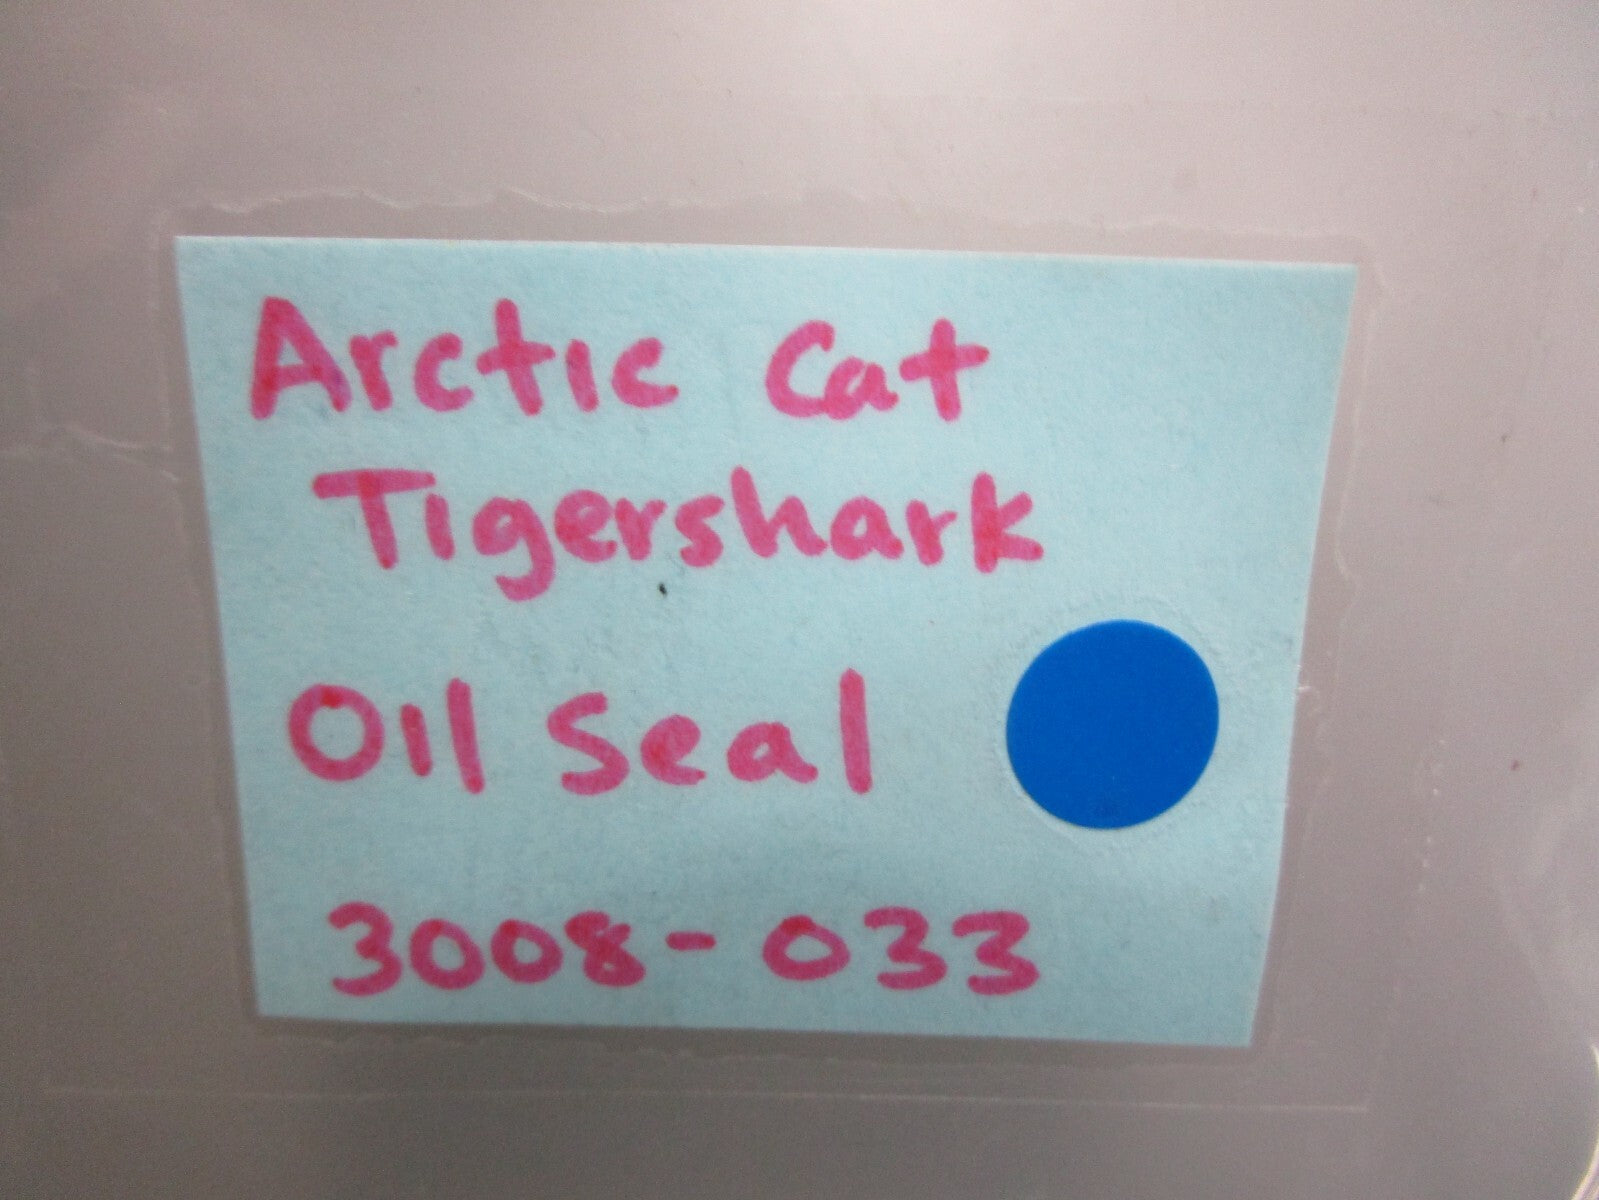 Arctic Cat
Tigershark
Oil Seal
3008-033